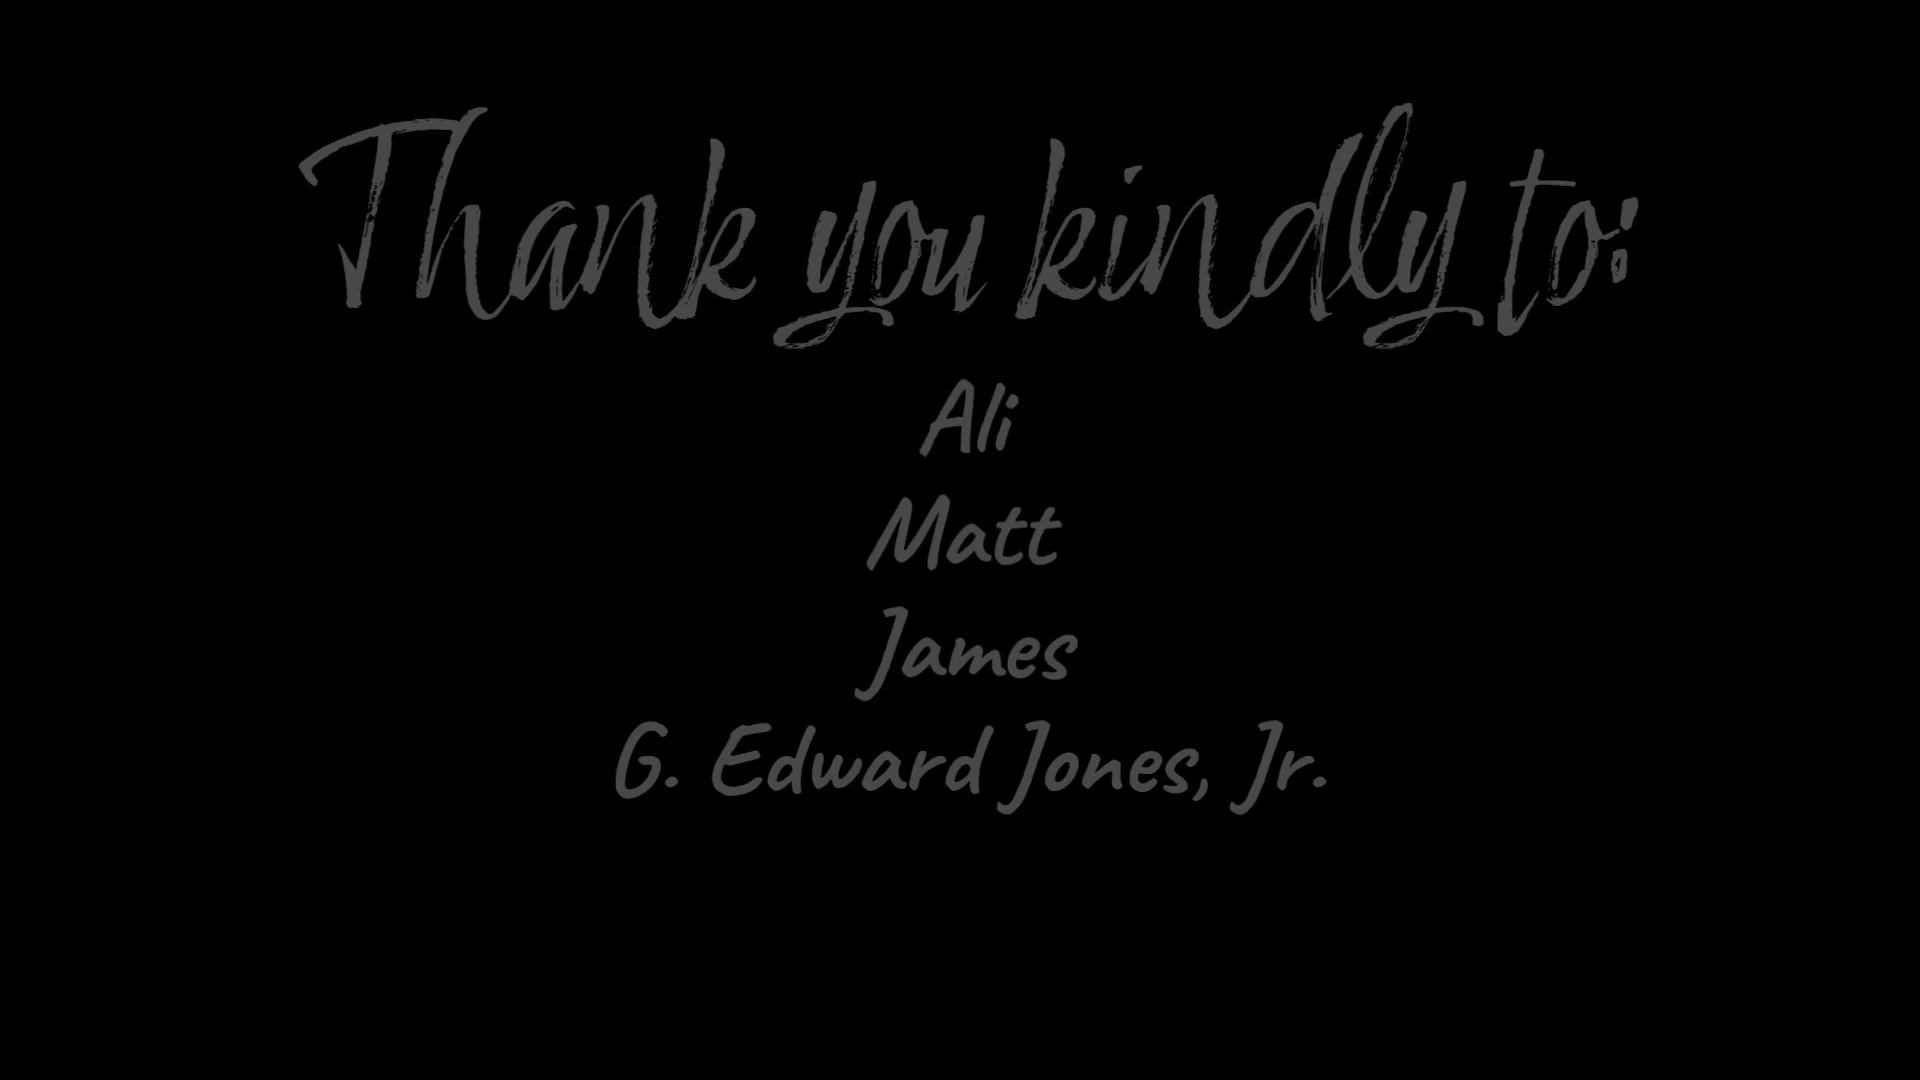 Thank you kindly to:
Ali
Matt
James
G. Edward Jones, Jr.